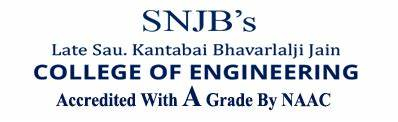 SNJB's
Late Sau. Kantabai Bhavarlalji Jain
COLLEGE OF ENGINEERING
Accredited With A Grade By NAAC